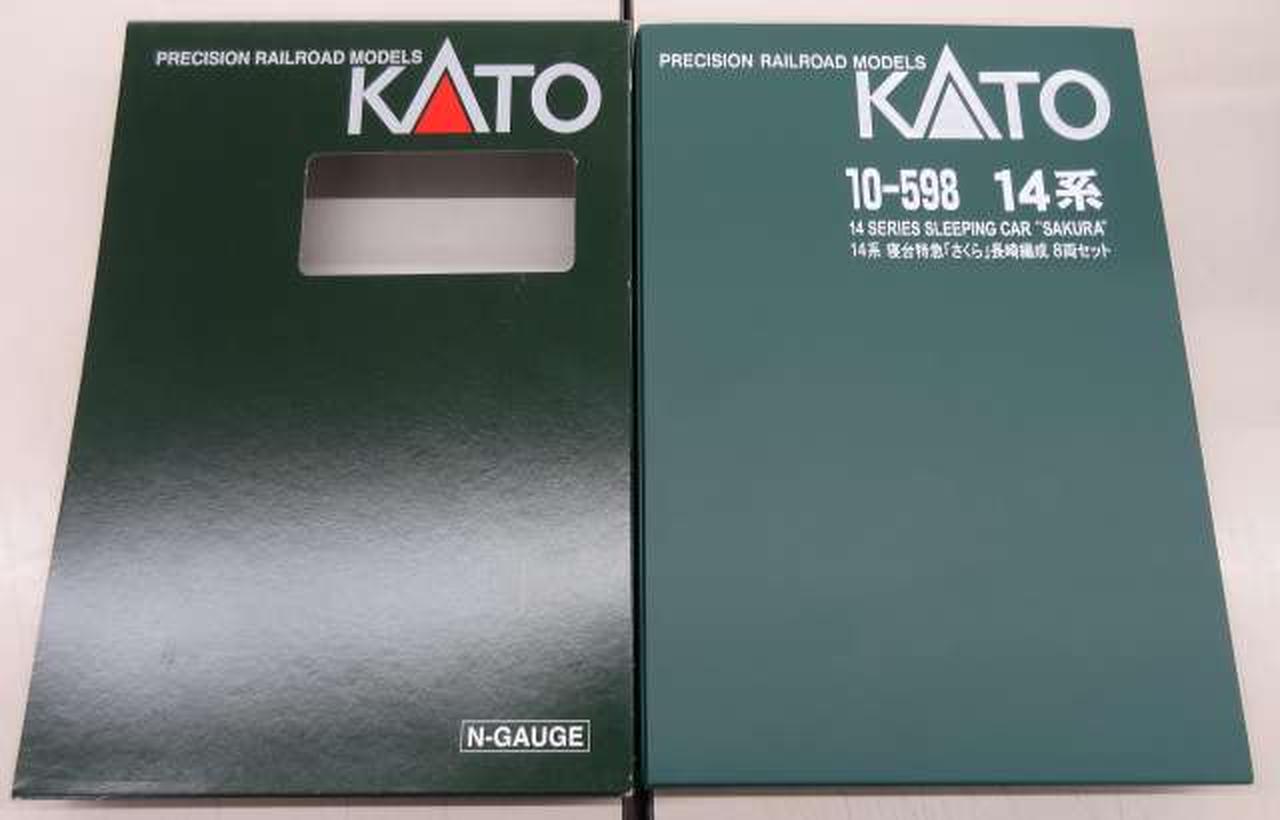 PRECISION RAILROAD MODELS
KATO
N-GAUGE
PRECISION RAILROAD MODELS
KATO
10-598 14系
14 SERIES SLEEPING CAR "SAKURA"
14系 寝台特急「さくら」長崎編成 8両セット